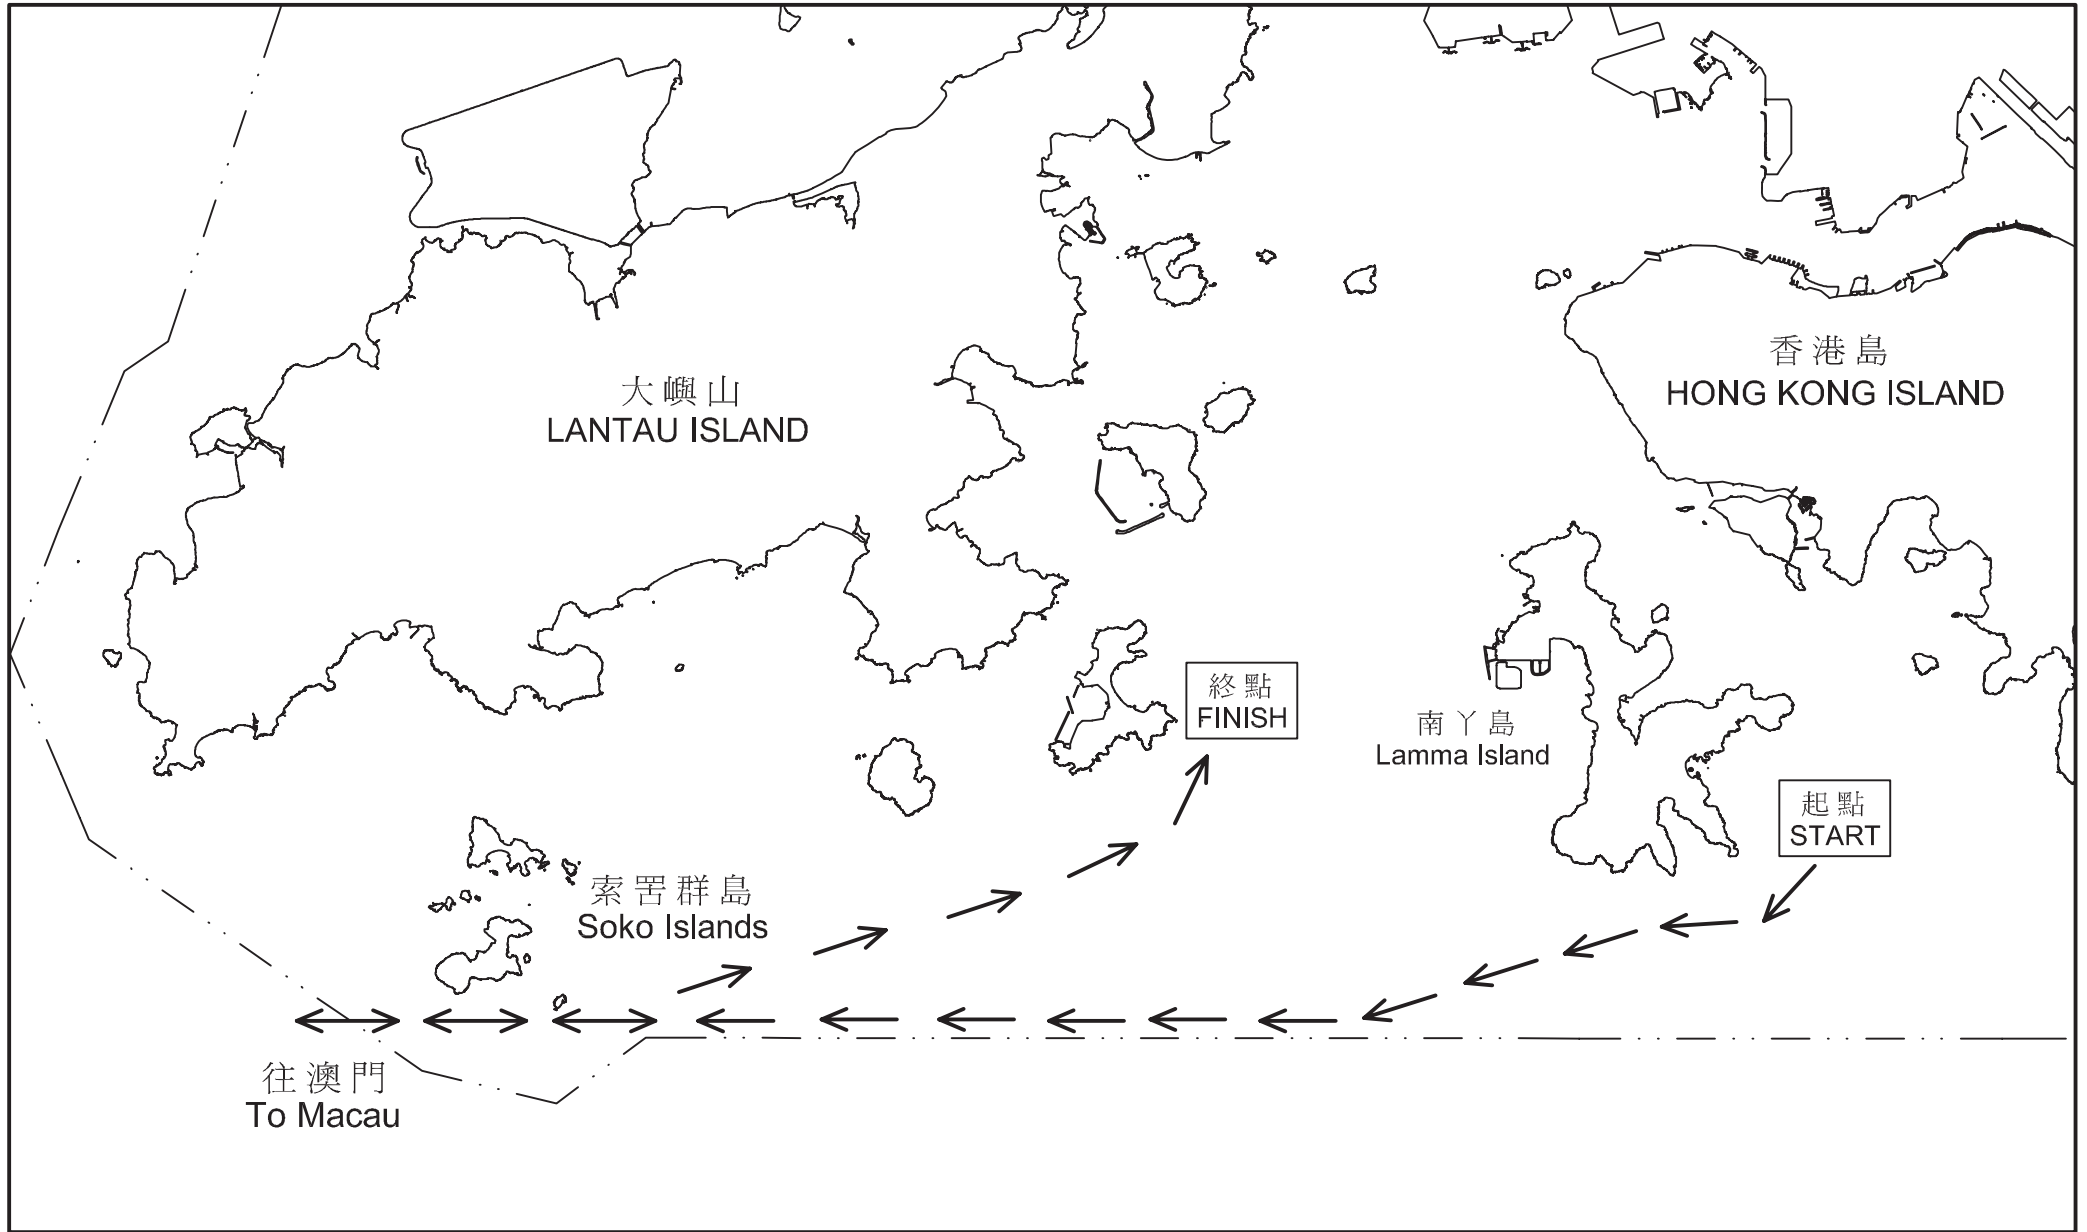 香港島
HONG KONG ISLAND
大嶼山
LANTAU ISLAND
終點
FINISH
南丫島
Lamma Island
起點
START
索罟群島
Soko Islands
往澳門
To Macau